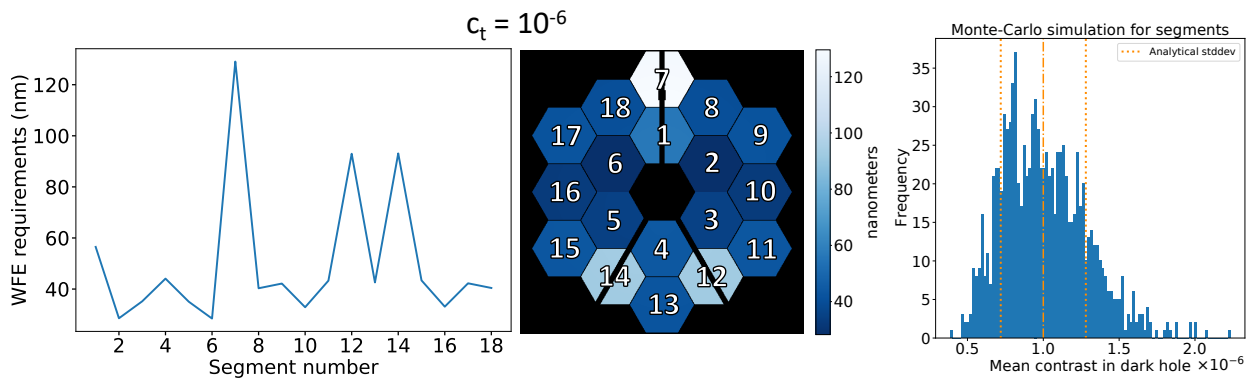 cₜ = 10⁻⁶
WFE requirements (nm)
120
100
80
60
40
2 4 6 8 10 12 14 16 18
Segment number
7
18 8
17 1 9
6 2
16 10
5 3
15 4 11
14 12
13
120
100
80
60
40
nanometers
Monte-Carlo simulation for segments
Analytical stddev
Frequency
35
30
25
20
15
10
5
0
0.5 1.0 1.5 2.0
Mean contrast in dark hole ×10⁻⁶